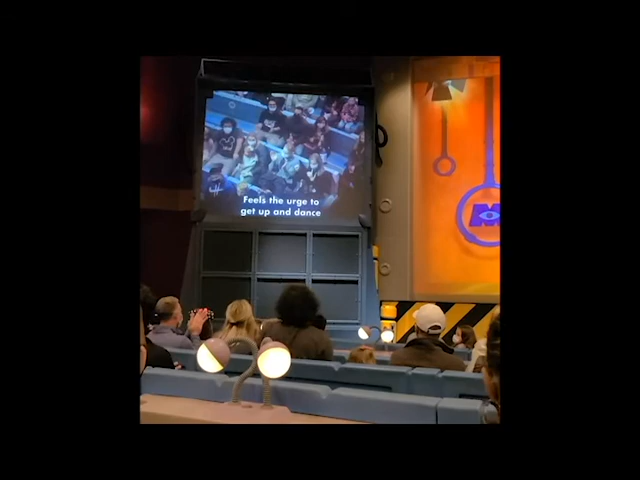 Feels the urge to
get up and dance
M